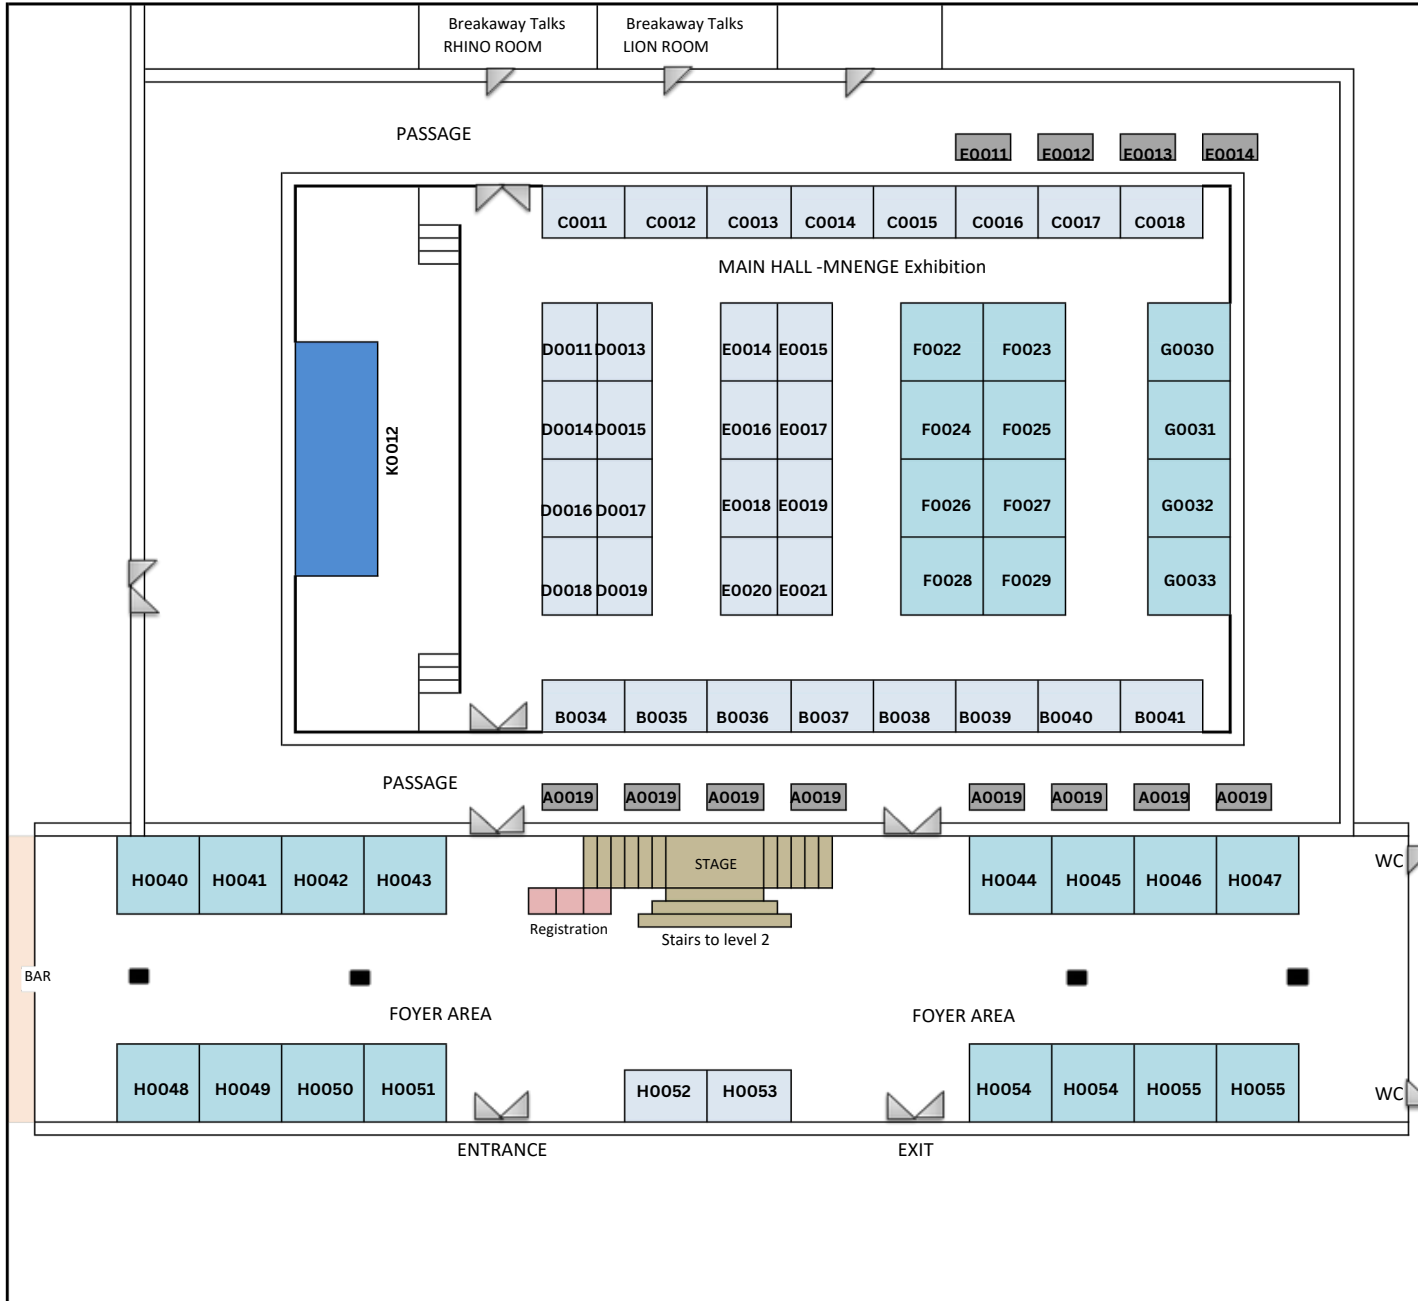 Breakaway Talks
RHINO ROOM
Breakaway Talks
LION ROOM
PASSAGE
E0011 E0012 E0013 E0014
C0011 C0012 C0013 C0014 C0015 C0016 C0017 C0018
MAIN HALL -MNENGE Exhibition
D0011 D0013 E0014 E0015 F0022 F0023 G0030
D0014 D0015 E0016 E0017 F0024 F0025 G0031
K0012
D0016 D0017 E0018 E0019 F0026 F0027 G0032
D0018 D0019 E0020 E0021 F0028 F0029 G0033
B0034 B0035 B0036 B0037 B0038 B0039 B0040 B0041
PASSAGE
A0019 A0019 A0019 A0019 A0019 A0019 A0019 A0019
STAGE
WC
H0040 H0041 H0042 H0043 H0044 H0045 H0046 H0047
Registration
Stairs to level 2
BAR
FOYER AREA
FOYER AREA
H0048 H0049 H0050 H0051 H0052 H0053 H0054 H0054 H0055 H0055
WC
ENTRANCE
EXIT